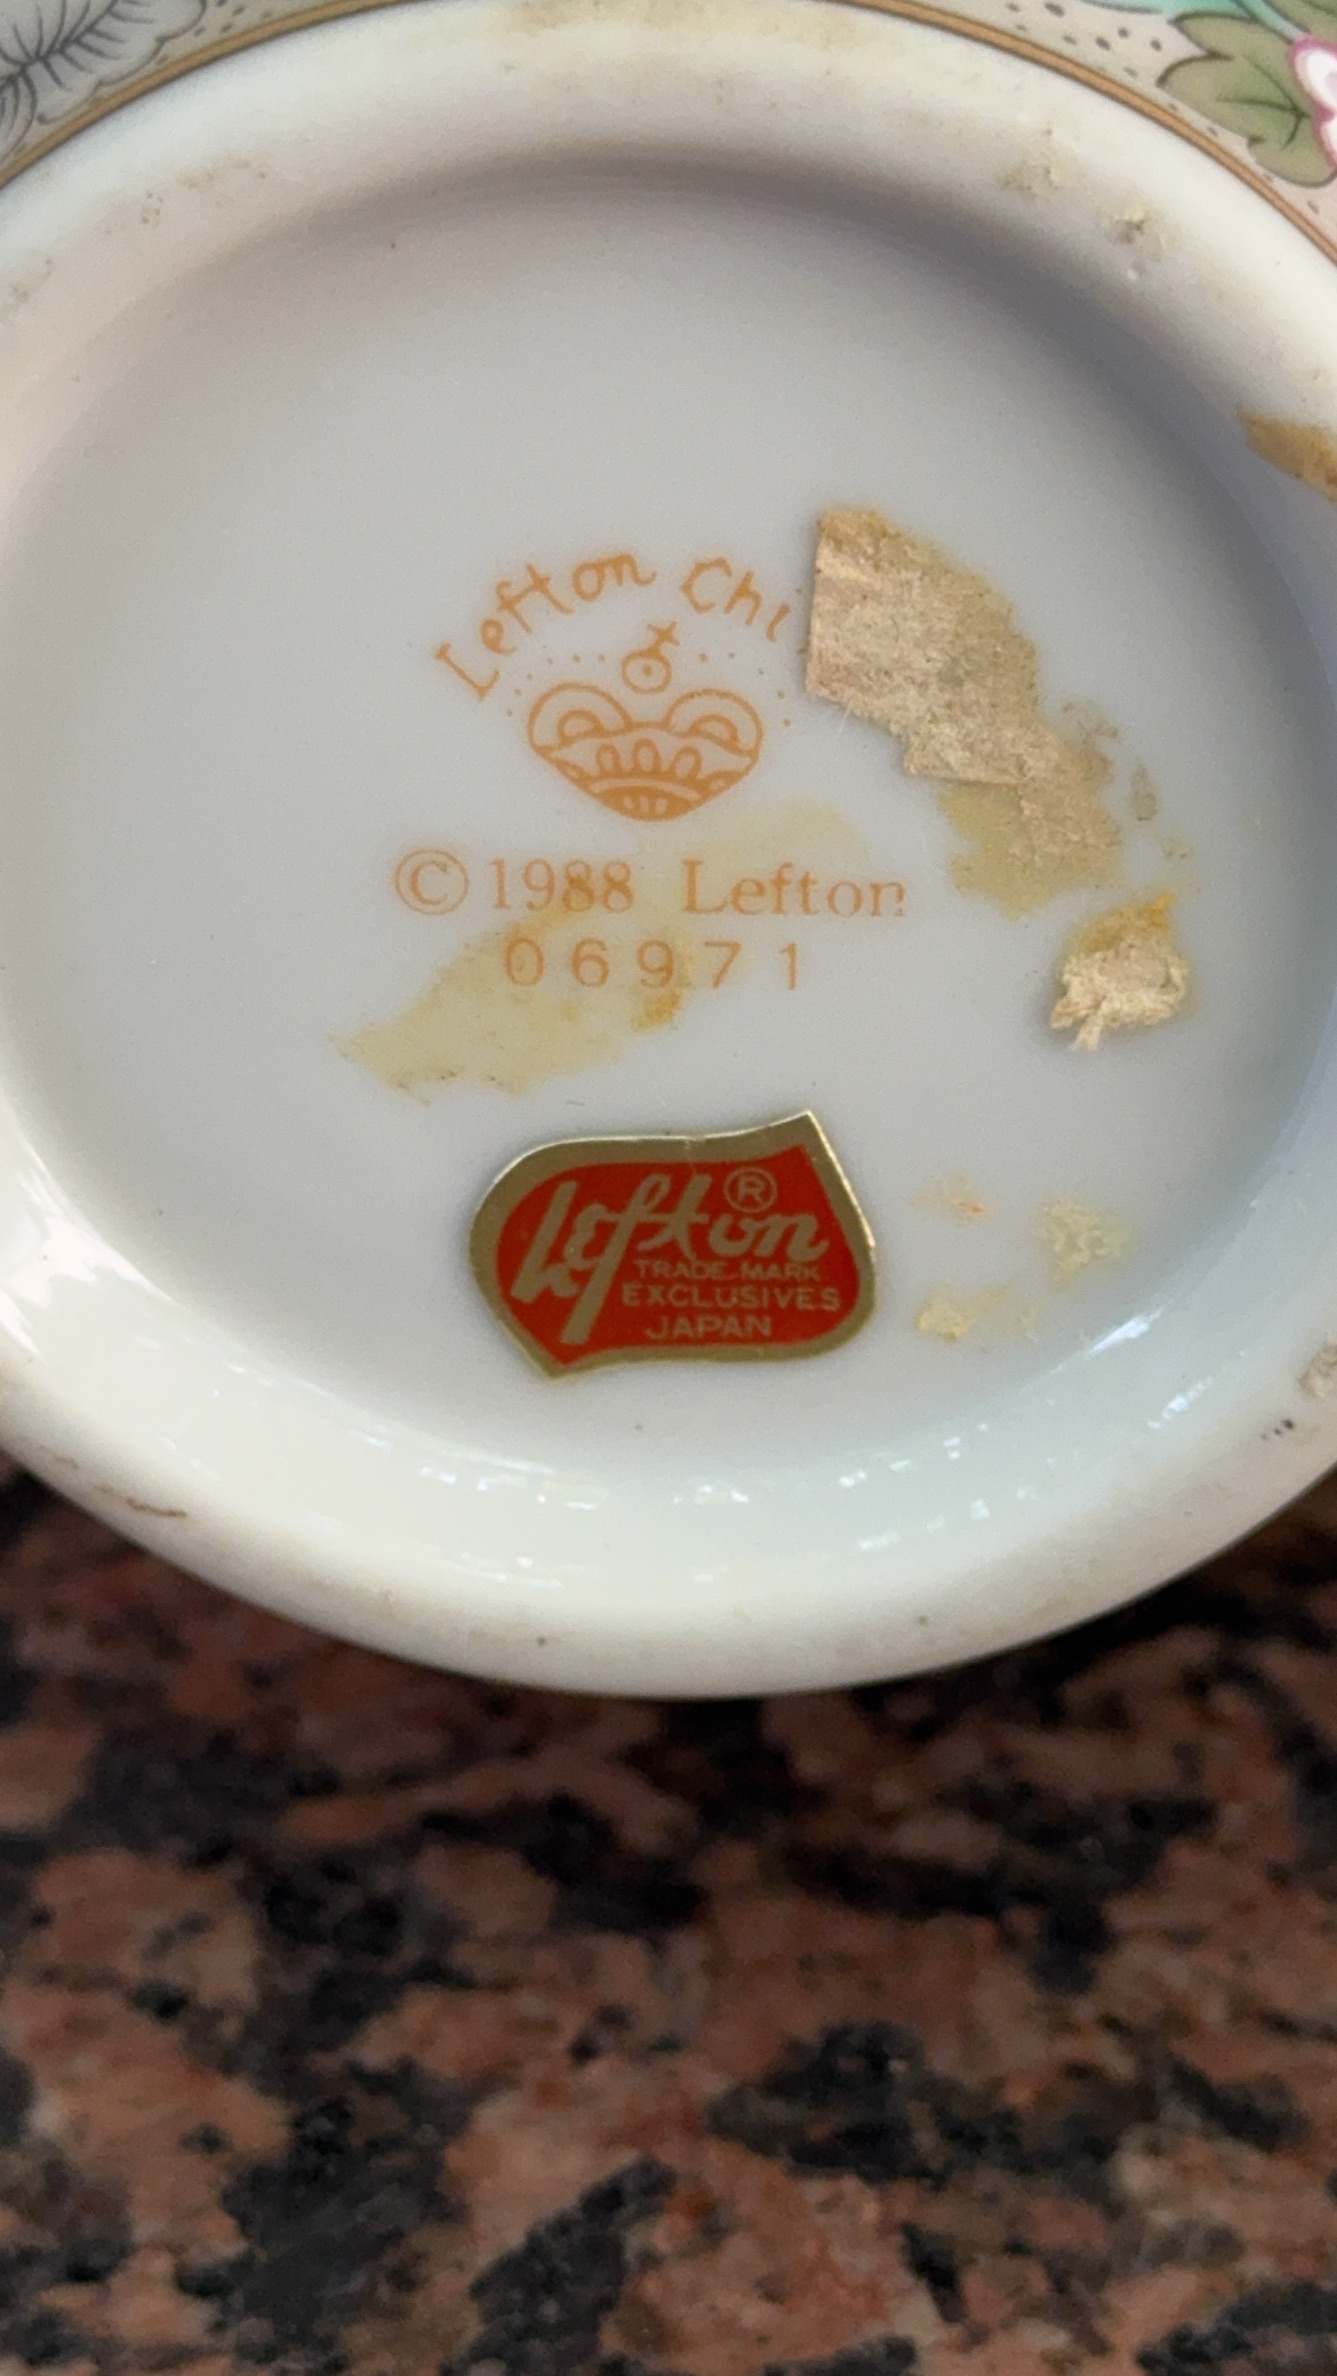 Lefton Chi
© 1988 Lefton
06971
Lefton ®
TRADE MARK
EXCLUSIVES
JAPAN